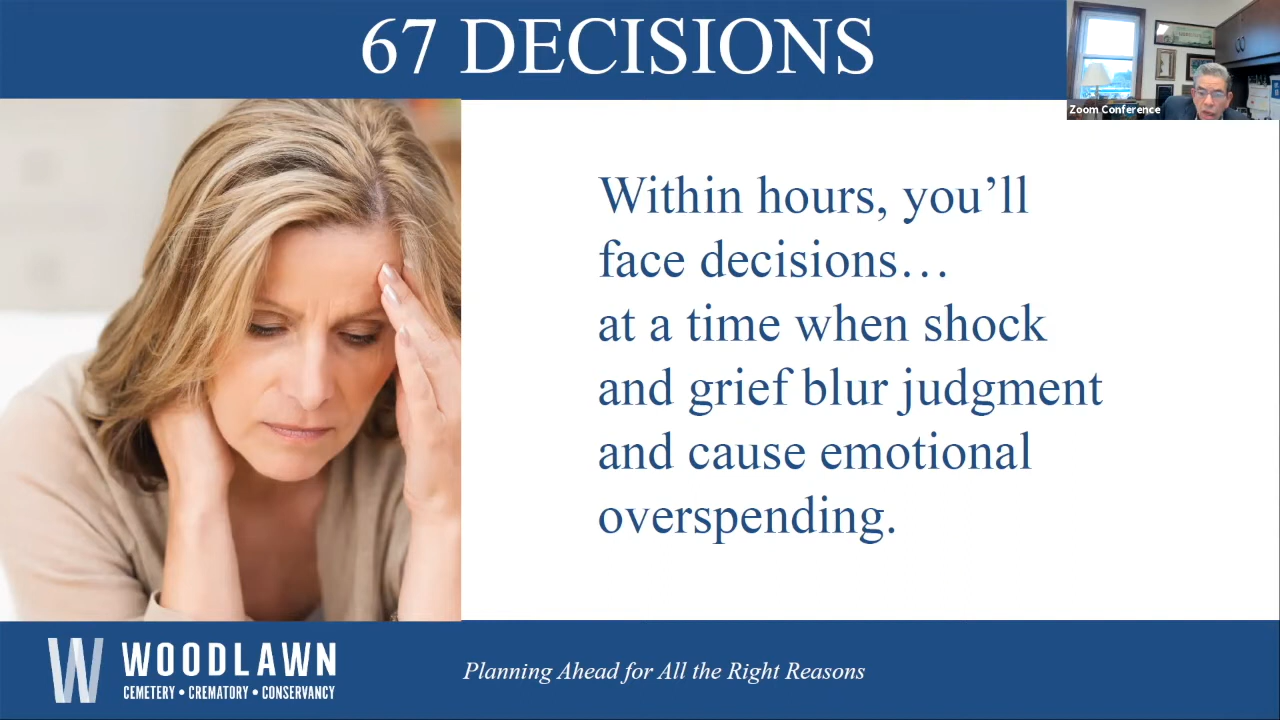 67 DECISIONS
Zoom Conference
Within hours, you’ll
face decisions…
at a time when shock
and grief blur judgment
and cause emotional
overspending.
W WOODLAWN
CEMETERY • CREMATORY • CONSERVANCY
Planning Ahead for All the Right Reasons